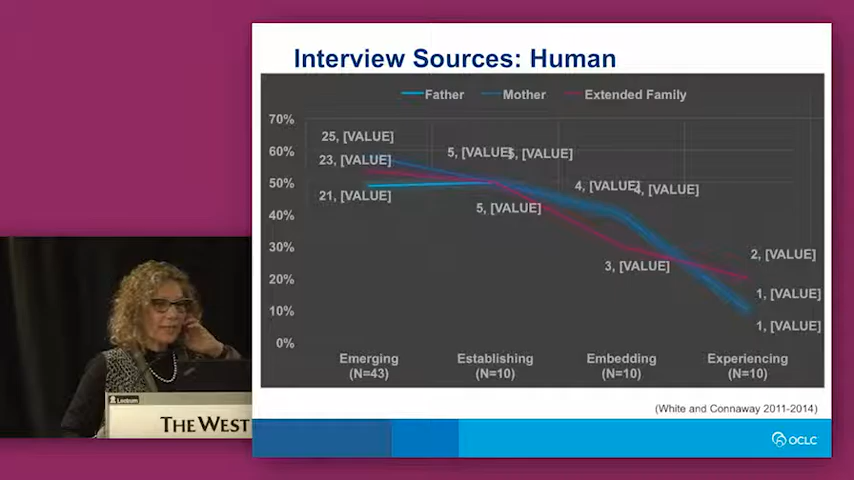 Interview Sources: Human
Father Mother Extended Family
70%
60%
50%
40%
30%
20%
10%
0%
25, [VALUE]
23, [VALUE]
21, [VALUE]
5, [VALUE]
5, [VALUE]
5, [VALUE]
4, [VALUE]
4, [VALUE]
3, [VALUE]
2, [VALUE]
1, [VALUE]
1, [VALUE]
Emerging
(N=43)
Establishing
(N=10)
Embedding
(N=10)
Experiencing
(N=10)
(White and Connaway 2011-2014)
OCLC
THE WEST